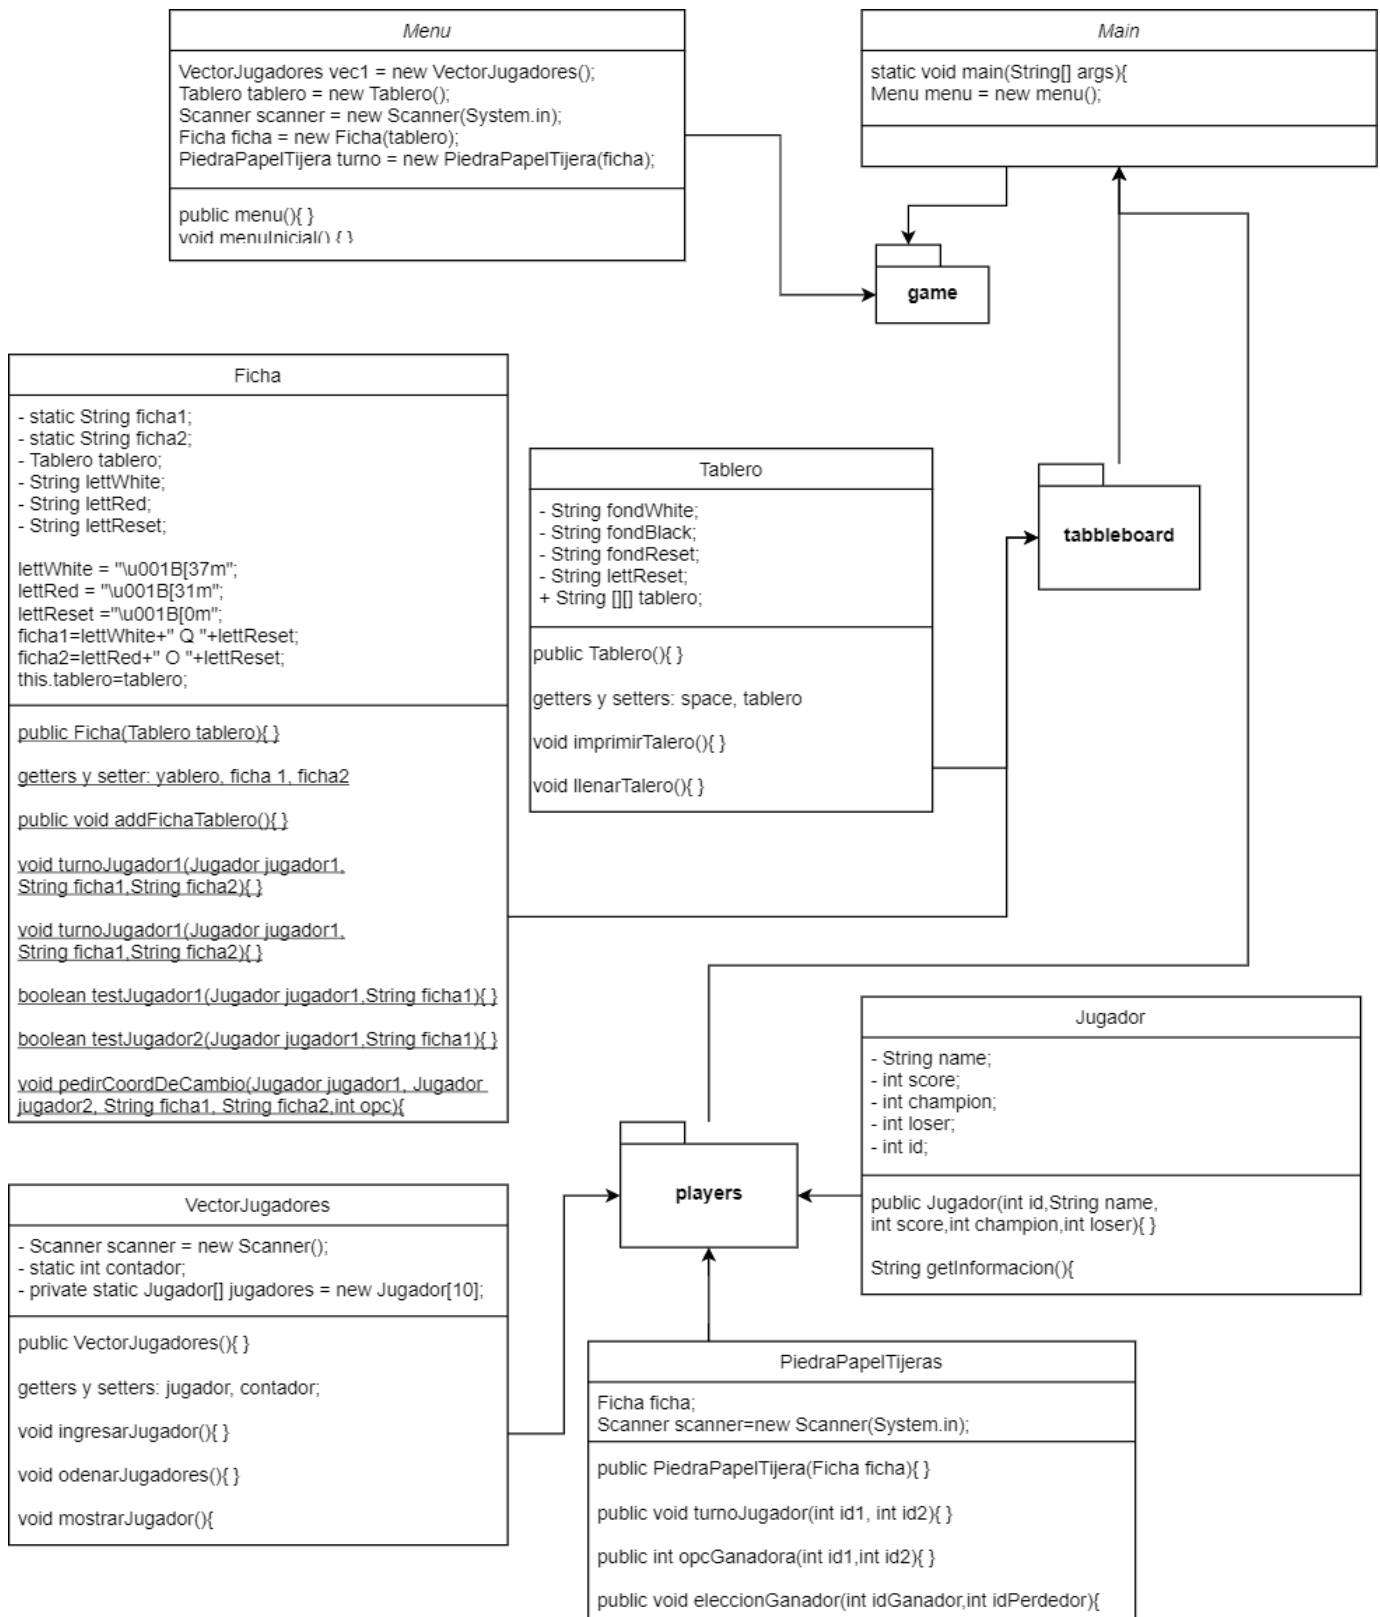 Menu
VectorJugadores vec1 = new VectorJugadores();
Tablero tablero = new Tablero();
Scanner scanner = new Scanner(System.in);
Ficha ficha = new Ficha(tablero);
PiedraPapelTijera turno = new PiedraPapelTijera(ficha);
public menu(){ }
void menuInicial() { }
Main
static void main(String[] args){
Menu menu = new menu();
game
Ficha
- static String ficha1;
- static String ficha2;
- Tablero tablero;
- String lettWhite;
- String lettRed;
- String lettReset;
lettWhite = "\u001B[37m";
lettRed = "\u001B[31m";
lettReset ="\u001B[0m";
ficha1=lettWhite+" Q "+lettReset;
ficha2=lettRed+" O "+lettReset;
this.tablero=tablero;
public Ficha(Tablero tablero){ }
getters y setter: yablero, ficha 1, ficha2
public void addFichaTablero(){ }
void turnoJugador1(Jugador jugador1,
String ficha1,String ficha2){ }
void turnoJugador1(Jugador jugador1,
String ficha1,String ficha2){ }
boolean testJugador1(Jugador jugador1,String ficha1){ }
boolean testJugador2(Jugador jugador1,String ficha1){ }
void pedirCoordDeCambio(Jugador jugador1, Jugador
jugador2, String ficha1, String ficha2,int opc){
Tablero
- String fondWhite;
- String fondBlack;
- String fondReset;
- String lettReset;
+ String [][] tablero;
public Tablero(){ }
getters y setters: space, tablero
void imprimirTalero(){ }
void llenarTalero(){ }
tabbleboard
Jugador
- String name;
- int score;
- int champion;
- int loser;
- int id;
public Jugador(int id,String name,
int score,int champion,int loser){ }
String getInformacion(){
players
VectorJugadores
- Scanner scanner = new Scanner();
- static int contador;
- private static Jugador[] jugadores = new Jugador[10];
public VectorJugadores(){ }
getters y setters: jugador, contador;
void ingresarJugador(){ }
void odenarJugadores(){ }
void mostrarJugador(){
PiedraPapelTijeras
Ficha ficha;
Scanner scanner=new Scanner(System.in);
public PiedraPapelTijera(Ficha ficha){ }
public void turnoJugador(int id1, int id2){ }
public int opcGanadora(int id1,int id2){ }
public void eleccionGanador(int idGanador,int idPerdedor){